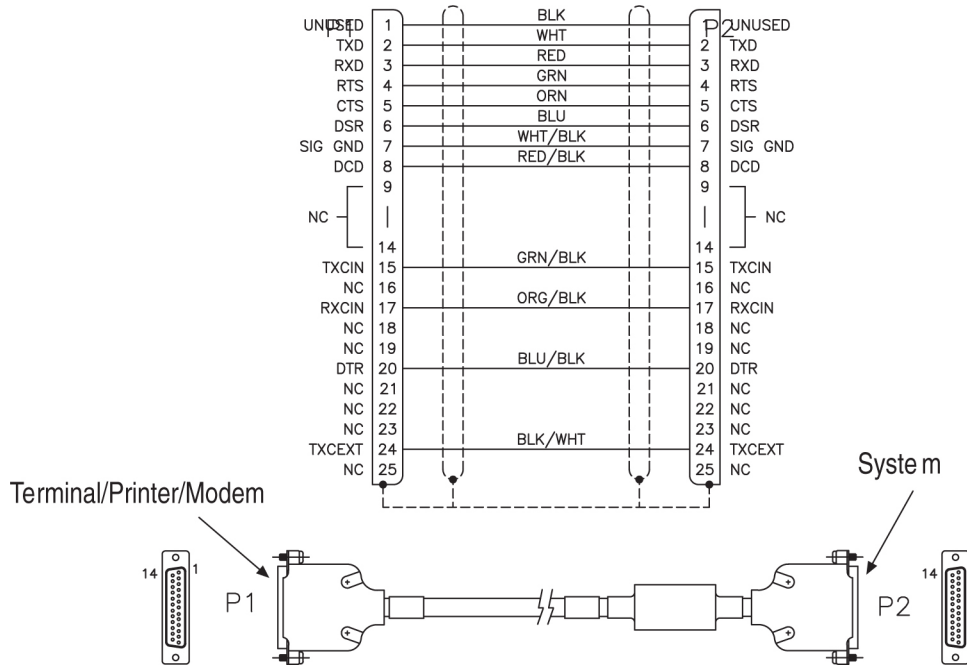 BLK
UNUSED P1 1 1 P2 UNUSED
WHT
TXD 2 2 TXD
RED
RXD 3 3 RXD
GRN
RTS 4 4 RTS
ORN
CTS 5 5 CTS
BLU
DSR 6 6 DSR
WHT/BLK
SIG GND 7 7 SIG GND
RED/BLK
DCD 8 8 DCD
9 9
NC | | NC
14 14
GRN/BLK
TXCIN 15 15 TXCIN
NC 16 16 NC
ORG/BLK
RXCIN 17 17 RXCIN
NC 18 18 NC
NC 19 19 NC
BLU/BLK
DTR 20 20 DTR
NC 21 21 NC
NC 22 22 NC
NC 23 23 NC
BLK/WHT
TXCEXT 24 24 TXCEXT
NC 25 25 NC
Terminal/Printer/Modem
System
14 1
P1
P2
14